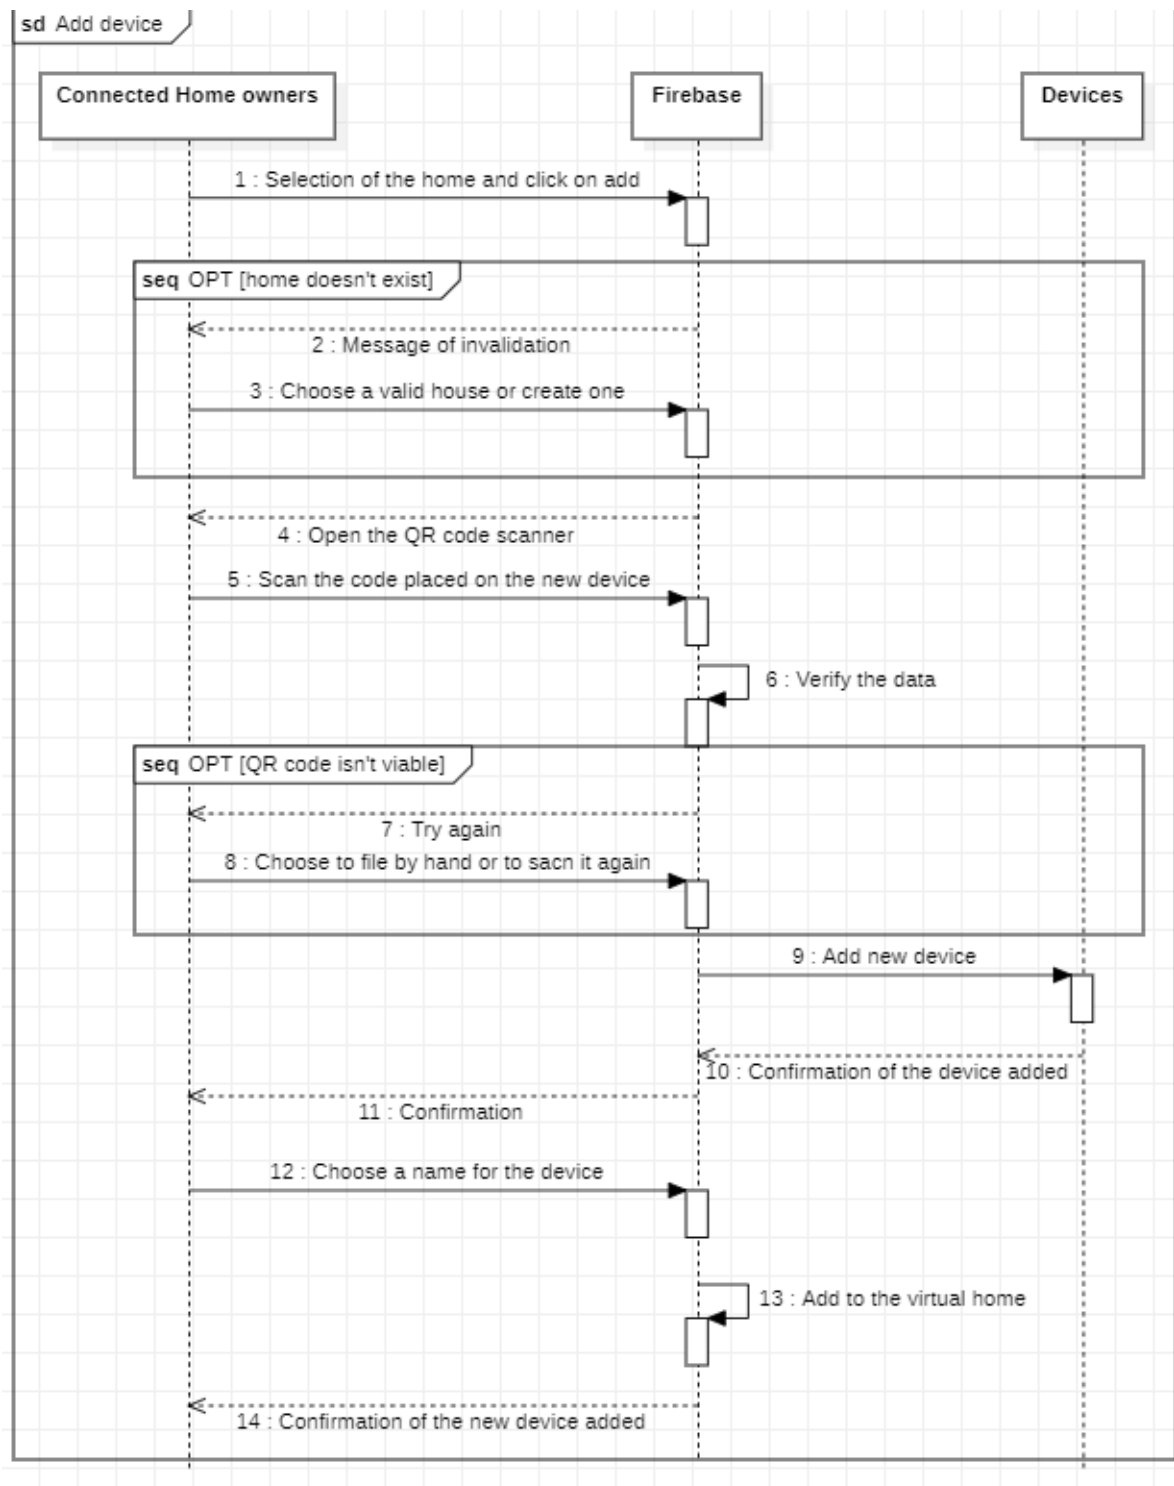 sd Add device
Connected Home owners
Firebase
Devices
1 : Selection of the home and click on add
seq OPT [home doesn't exist]
2 : Message of invalidation
3 : Choose a valid house or create one
4 : Open the QR code scanner
5 : Scan the code placed on the new device
6 : Verify the data
seq OPT [QR code isn't viable]
7 : Try again
8 : Choose to file by hand or to sacn it again
9 : Add new device
10 : Confirmation of the device added
11 : Confirmation
12 : Choose a name for the device
13 : Add to the virtual home
14 : Confirmation of the new device added